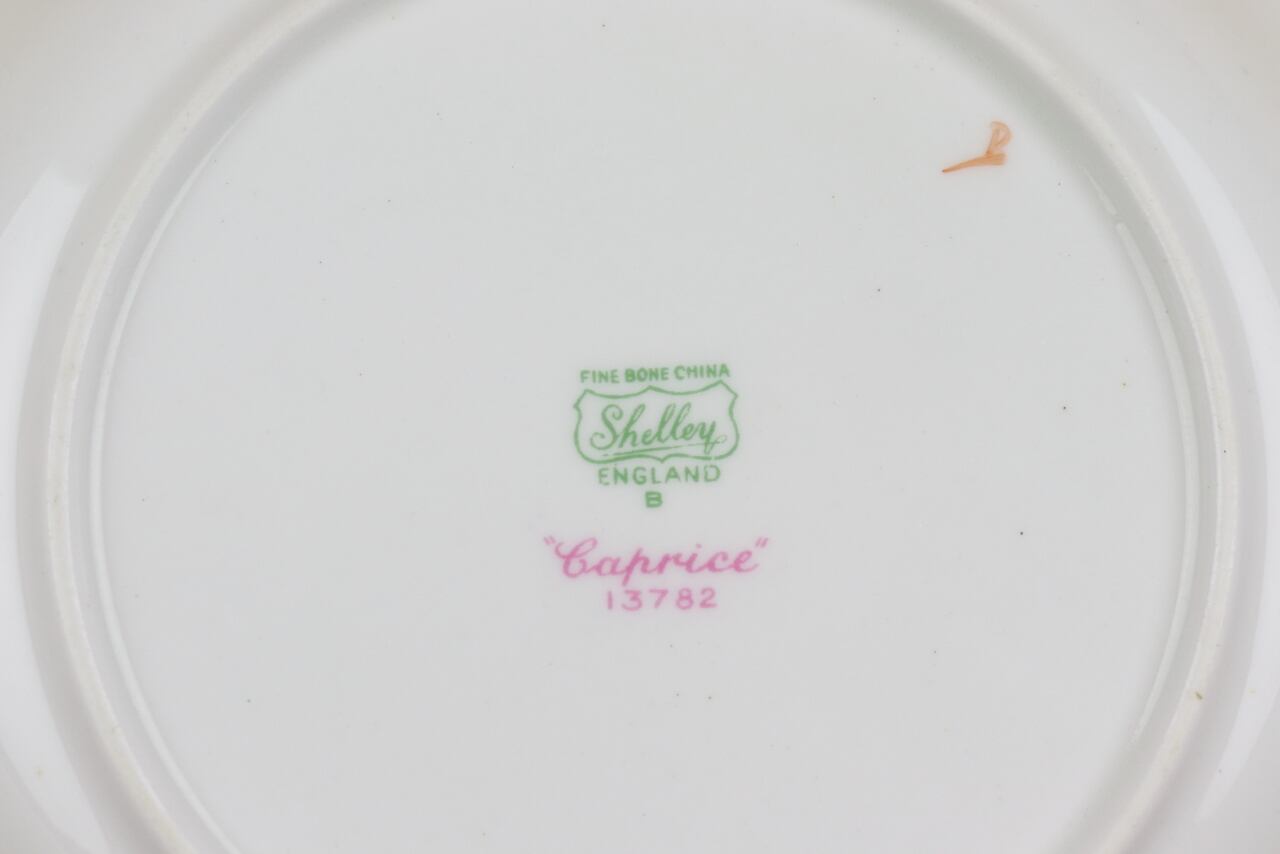 FINE BONE CHINA
Shelley
ENGLAND
B
"Caprice"
13782